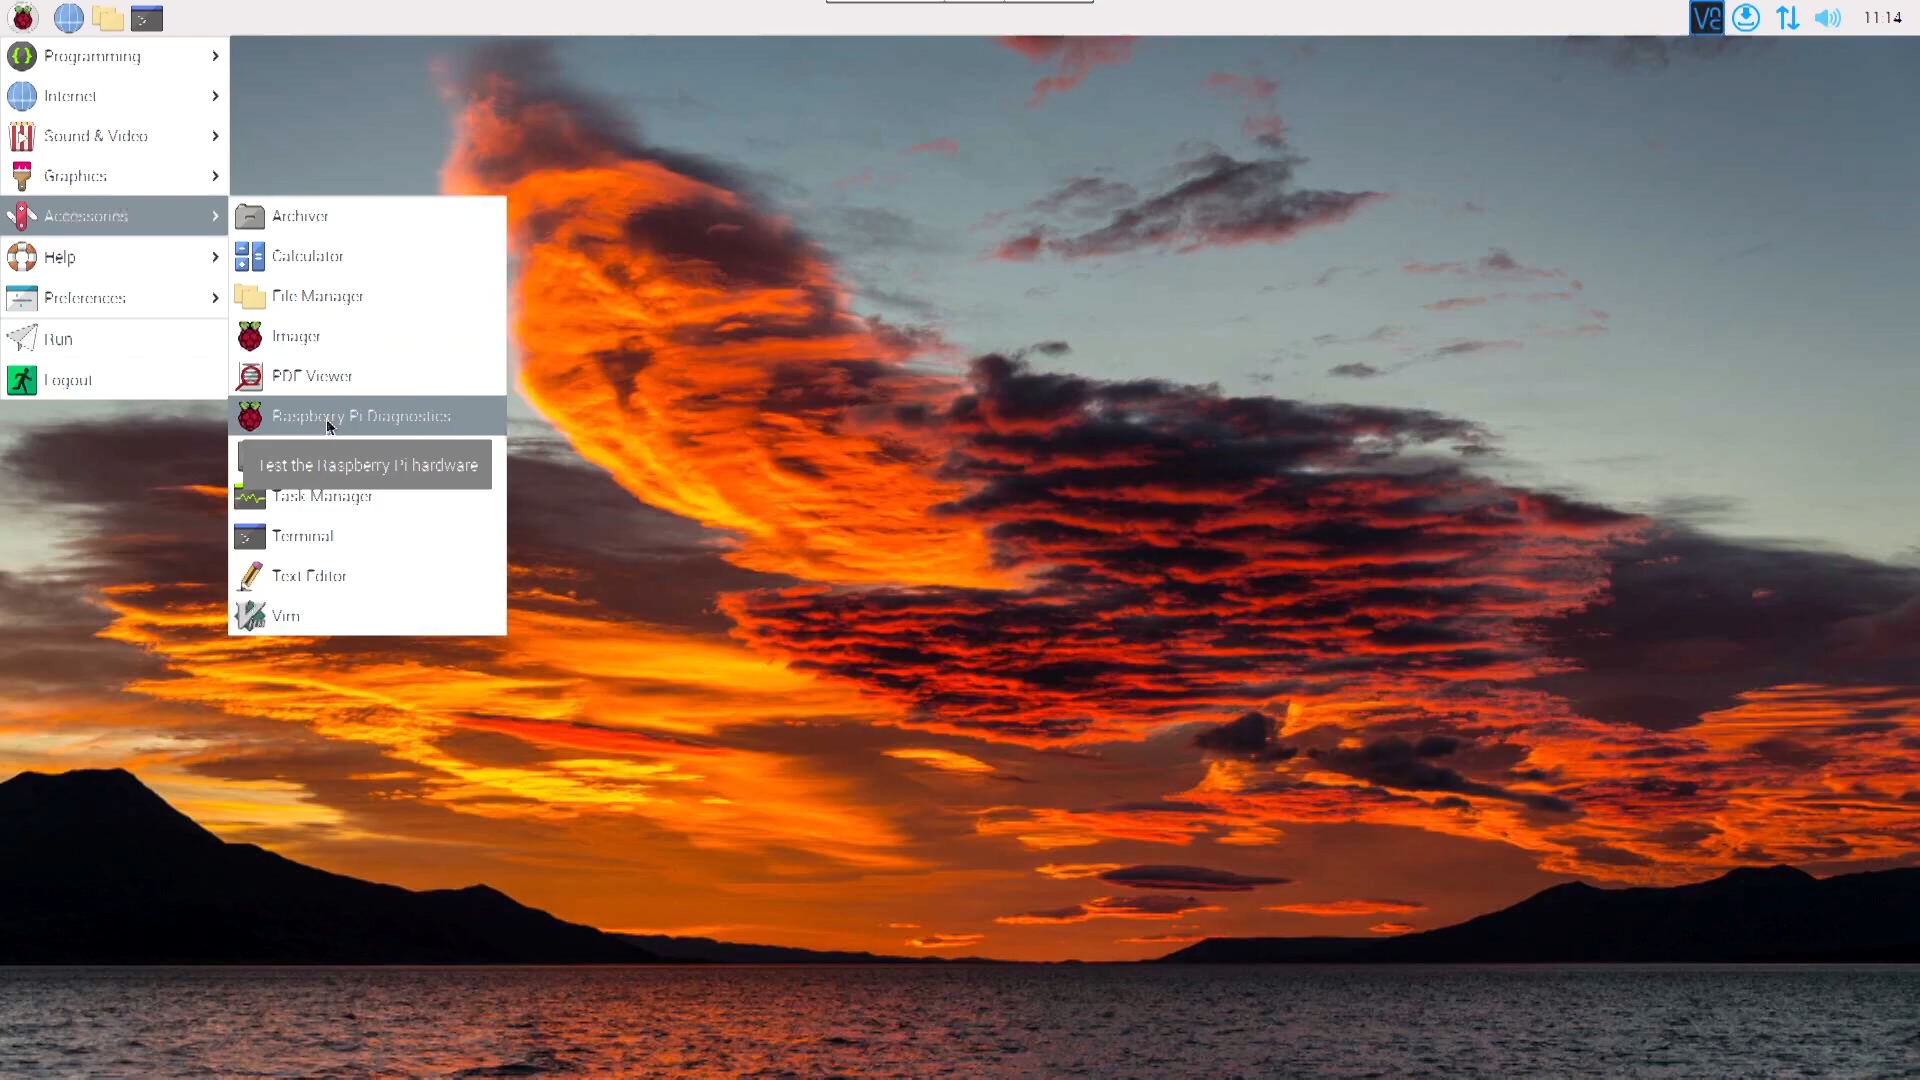 11:14
Programming
Internet
Sound & Video
Graphics
Accessories
Help
Preferences
Run
Logout
Archiver
Calculator
File Manager
Imager
PDF Viewer
Raspberry Pi Diagnostics
Test the Raspberry Pi hardware
Task Manager
Terminal
Text Editor
Vim